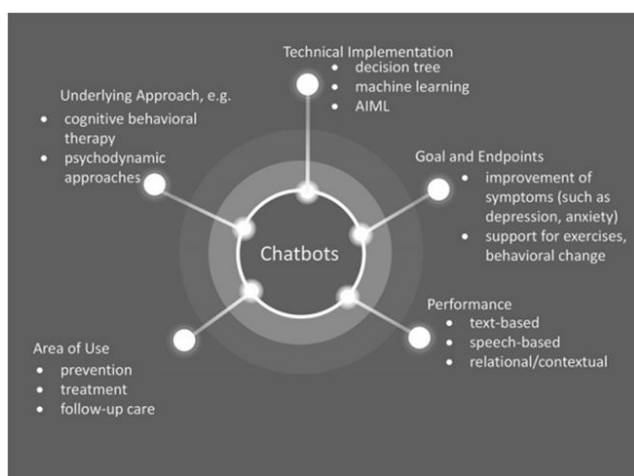 Technical Implementation
• decision tree
• machine learning
• AIML
Underlying Approach, e.g.
• cognitive behavioral
therapy
• psychodynamic
approaches
Goal and Endpoints
• improvement of
symptoms (such as
depression, anxiety)
• support for exercises,
behavioral change
Chatbots
Performance
• text-based
• speech-based
• relational/contextual
Area of Use
• prevention
• treatment
• follow-up care